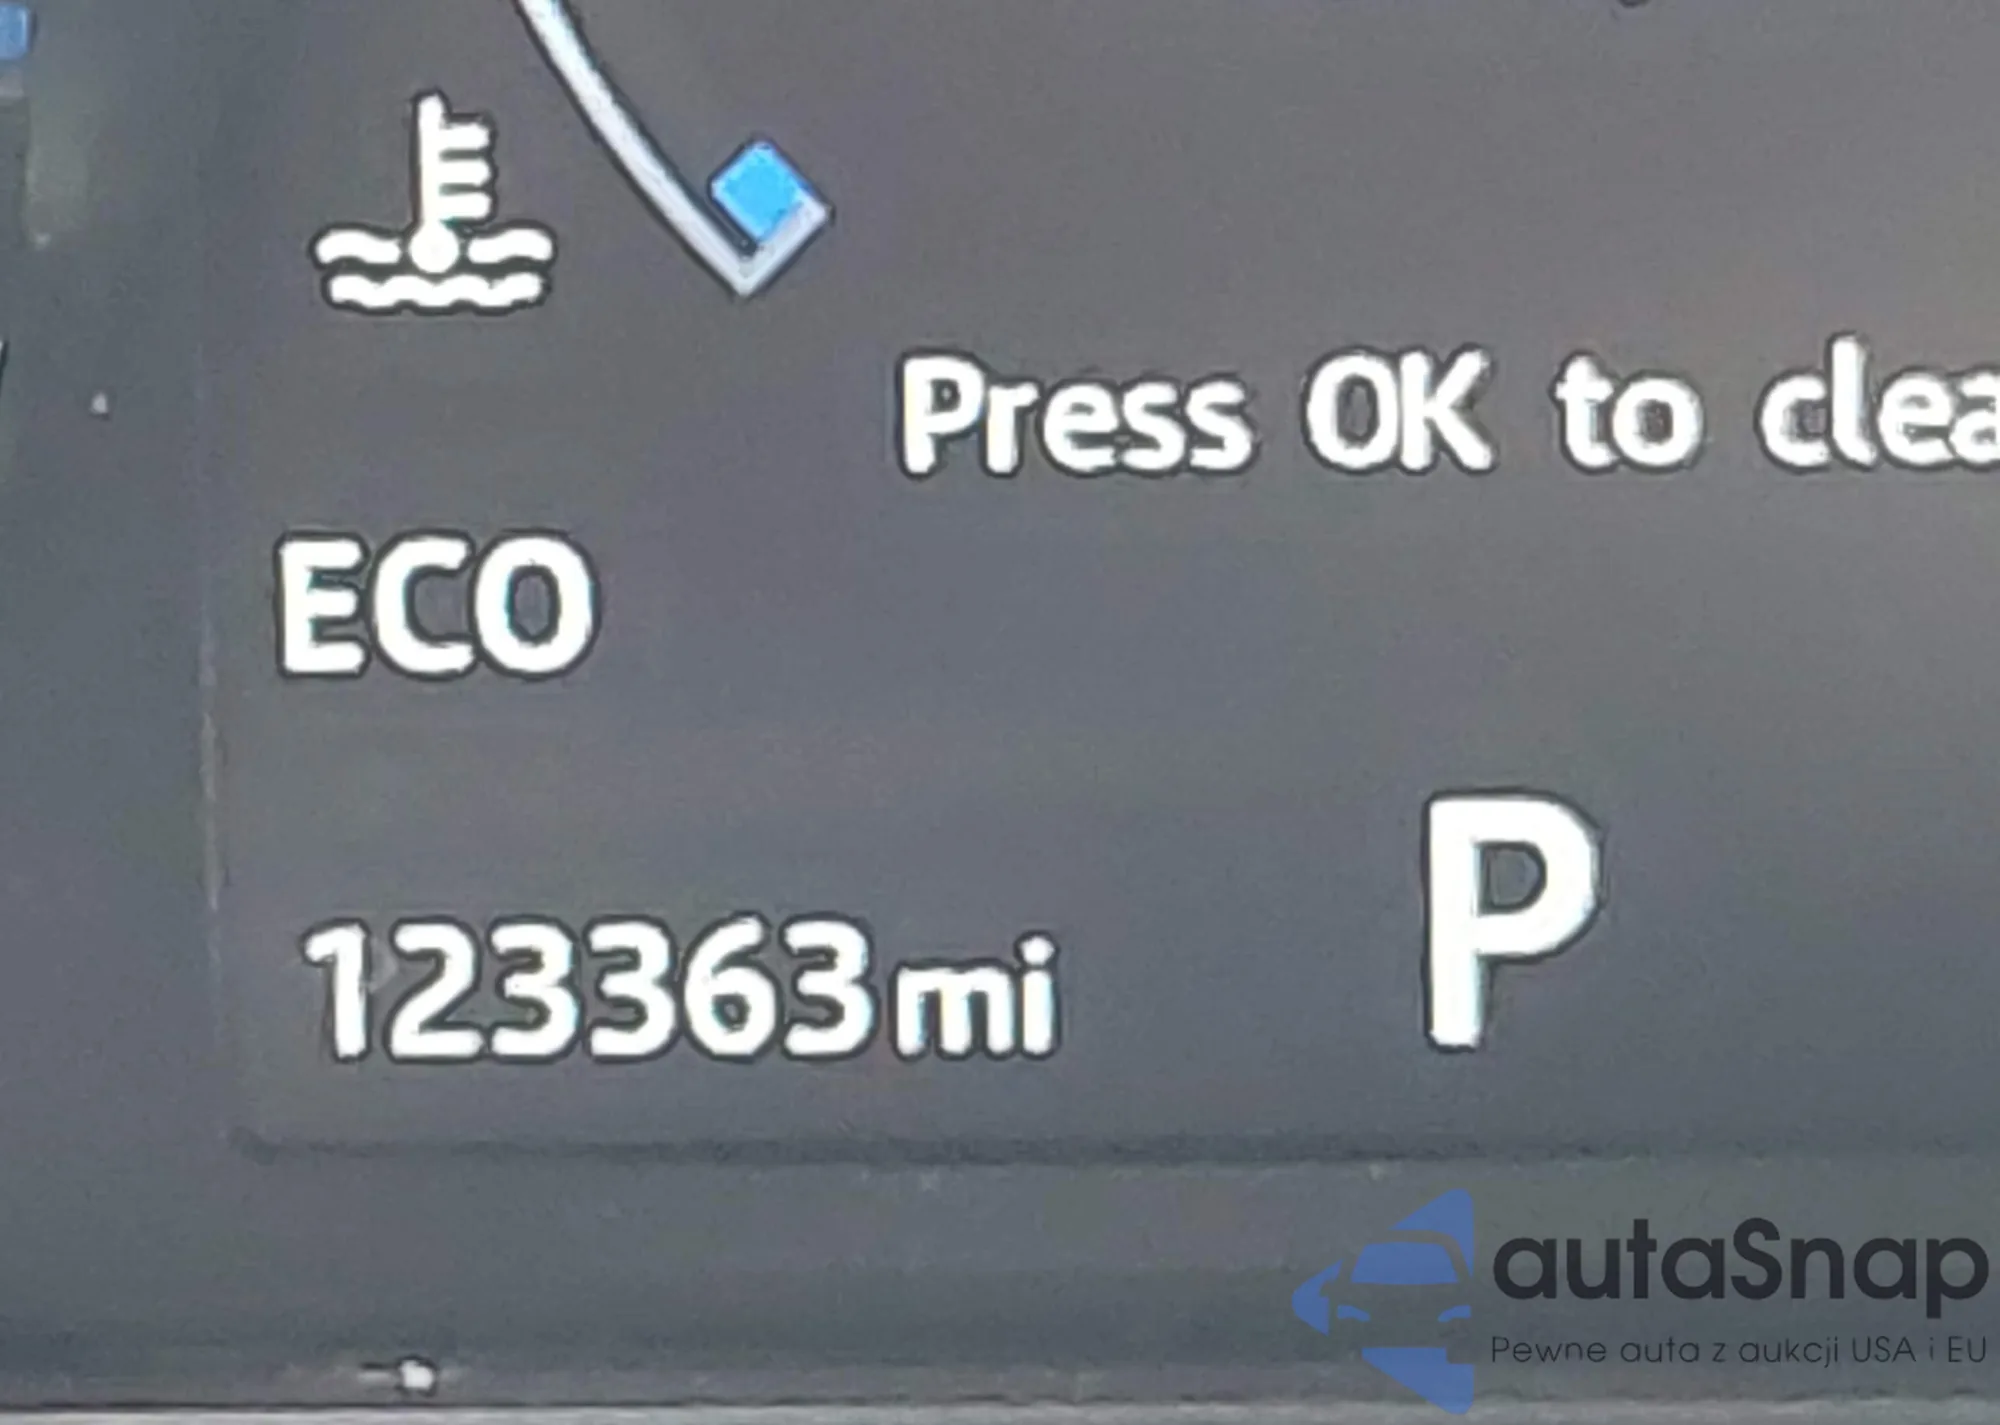 Press OK to clea
ECO
123363mi
P
autaSnap
Pewne auta z aukcji USA i EU